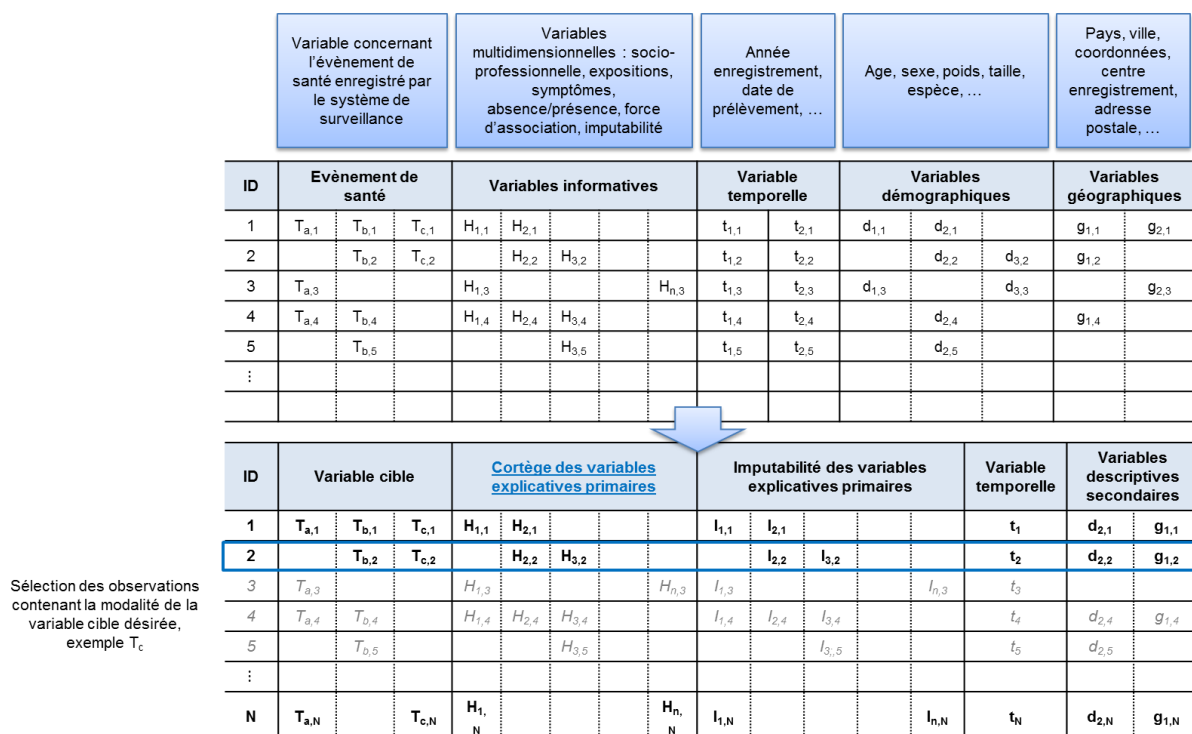 Variable concernant
l'évènement de
santé enregistré par
le système de
surveillance
Variables
multidimensionnelles : socio-
professionnelle, expositions,
symptômes,
absence/présence, force
d'association, imputabilité
Année
enregistrement,
date de
prélèvement, …
Age, sexe, poids, taille,
espèce, …
Pays, ville,
coordonnées,
centre
enregistrement,
adresse
postale, …
ID
Evènement de
santé
Variables informatives
Variable
temporelle
Variables
démographiques
Variables
géographiques
1 Ta,1 Tb,1 Tc,1 H1,1 H2,1 t1,1 t2,1 d1,1 d2,1 g1,1 g2,1
2 Tb,2 Tc,2 H2,2 H3,2 t1,2 t2,2 d2,2 d3,2 g1,2
3 Ta,3 H1,3 Hn,3 t1,3 t2,3 d1,3 d3,3 g2,3
4 Ta,4 Tb,4 H1,4 H2,4 H3,4 t1,4 t2,4 d2,4 g1,4
5 Tb,5 H3,5 t1,5 t2,5 d2,5
⋮
ID
Variable cible
Cortège des variables
explicatives primaires
Imputabilité des variables
explicatives primaires
Variable
temporelle
Variables
descriptives
secondaires
1 Ta,1 Tb,1 Tc,1 H1,1 H2,1 I1,1 I2,1 t1 d2,1 g1,1
2 Tb,2 Tc,2 H2,2 H3,2 I2,2 I3,2 t2 d2,2 g1,2
3 Ta,3 H1,3 Hn,3 I1,3 In,3 t3
4 Ta,4 Tb,4 H1,4 H2,4 H3,4 I1,4 I2,4 I3,4 t4 d2,4 g1,4
5 Tb,5 H3,5 I3;,5 t5 d2,5
⋮
N Ta,N Tc,N H1,N Hn,N I1,N In,N tN d2,N g1,N
Sélection des observations
contenant la modalité de la
variable cible désirée,
exemple Tc